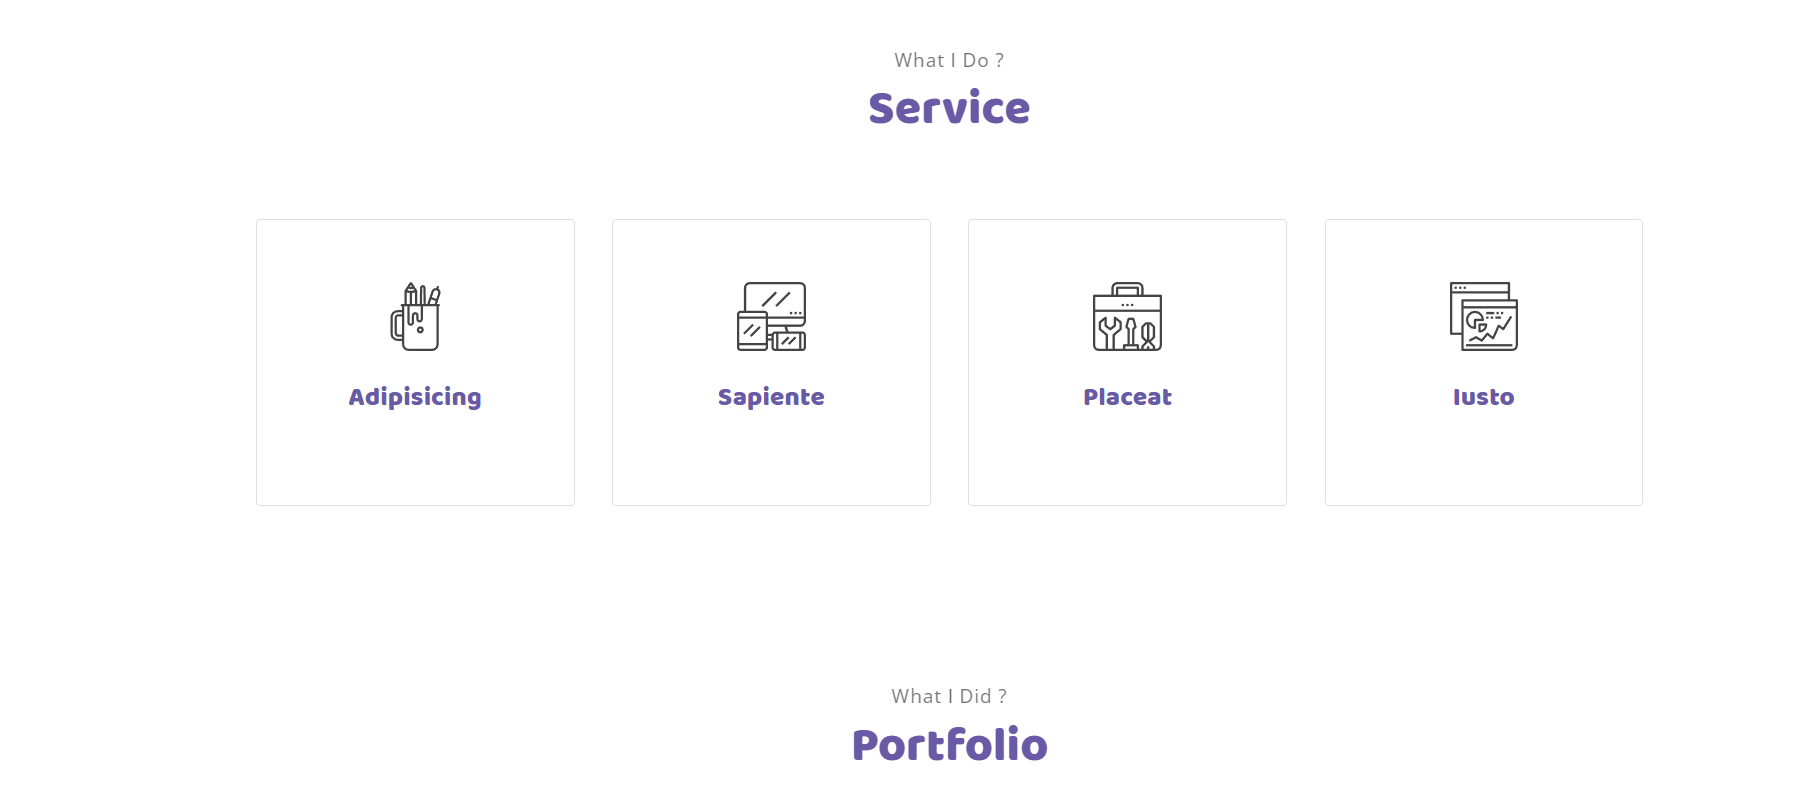 What I Do ?
Service
Adipisicing
Sapiente
Placeat
Iusto
What I Did ?
Portfolio